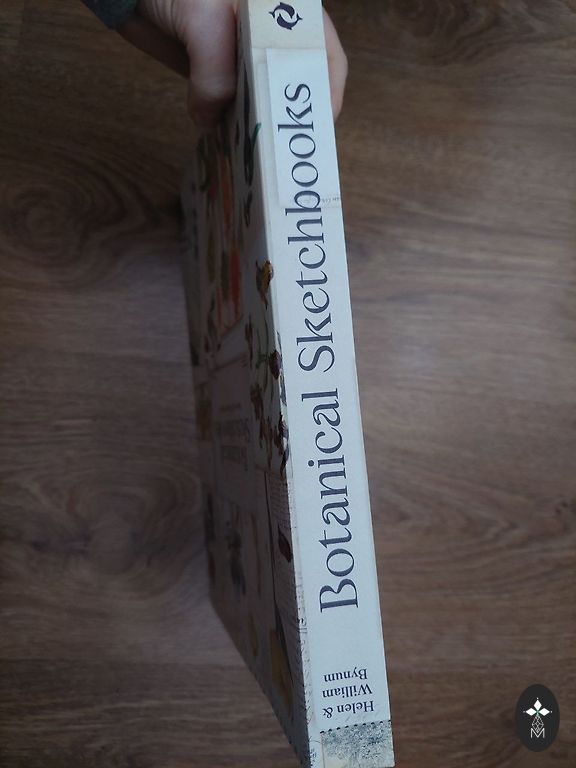 Botanical Sketchbooks
Helen &
William
Bynum
M